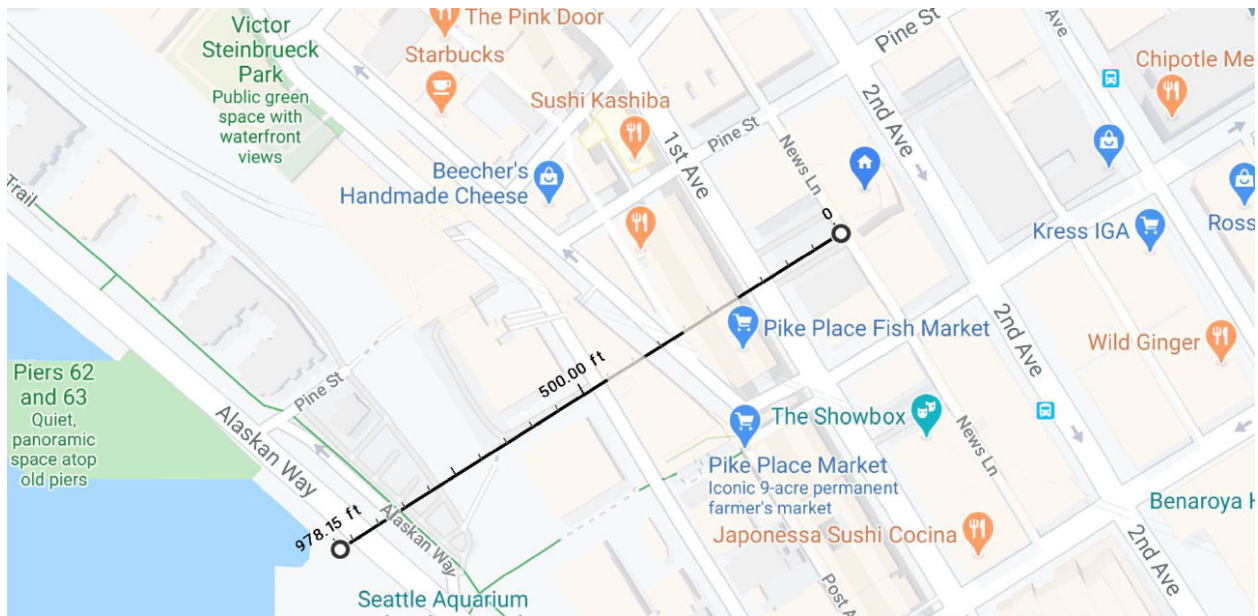 The Pink Door
Victor
Steinbrueck
Park
Public green
space with
waterfront
views
Starbucks
Sushi Kashiba
Pine St
Ave
Chipotle Me
2nd Ave
1st Ave
Pine St
News Ln
Beecher's
Handmade Cheese
Trail
0
Kress IGA
Ross
Pike Place Fish Market
2nd Ave
Wild Ginger
500.00 ft
Piers 62
and 63
Quiet,
panoramic
space atop
old piers
Pine St
Alaskan Way
The Showbox
News Ln
Pike Place Market
Iconic 9-acre permanent
farmer's market
Benaroya H
978.15 ft
Alaskan Way
Japonessa Sushi Cocina
2nd Ave
Post A
Seattle Aquarium